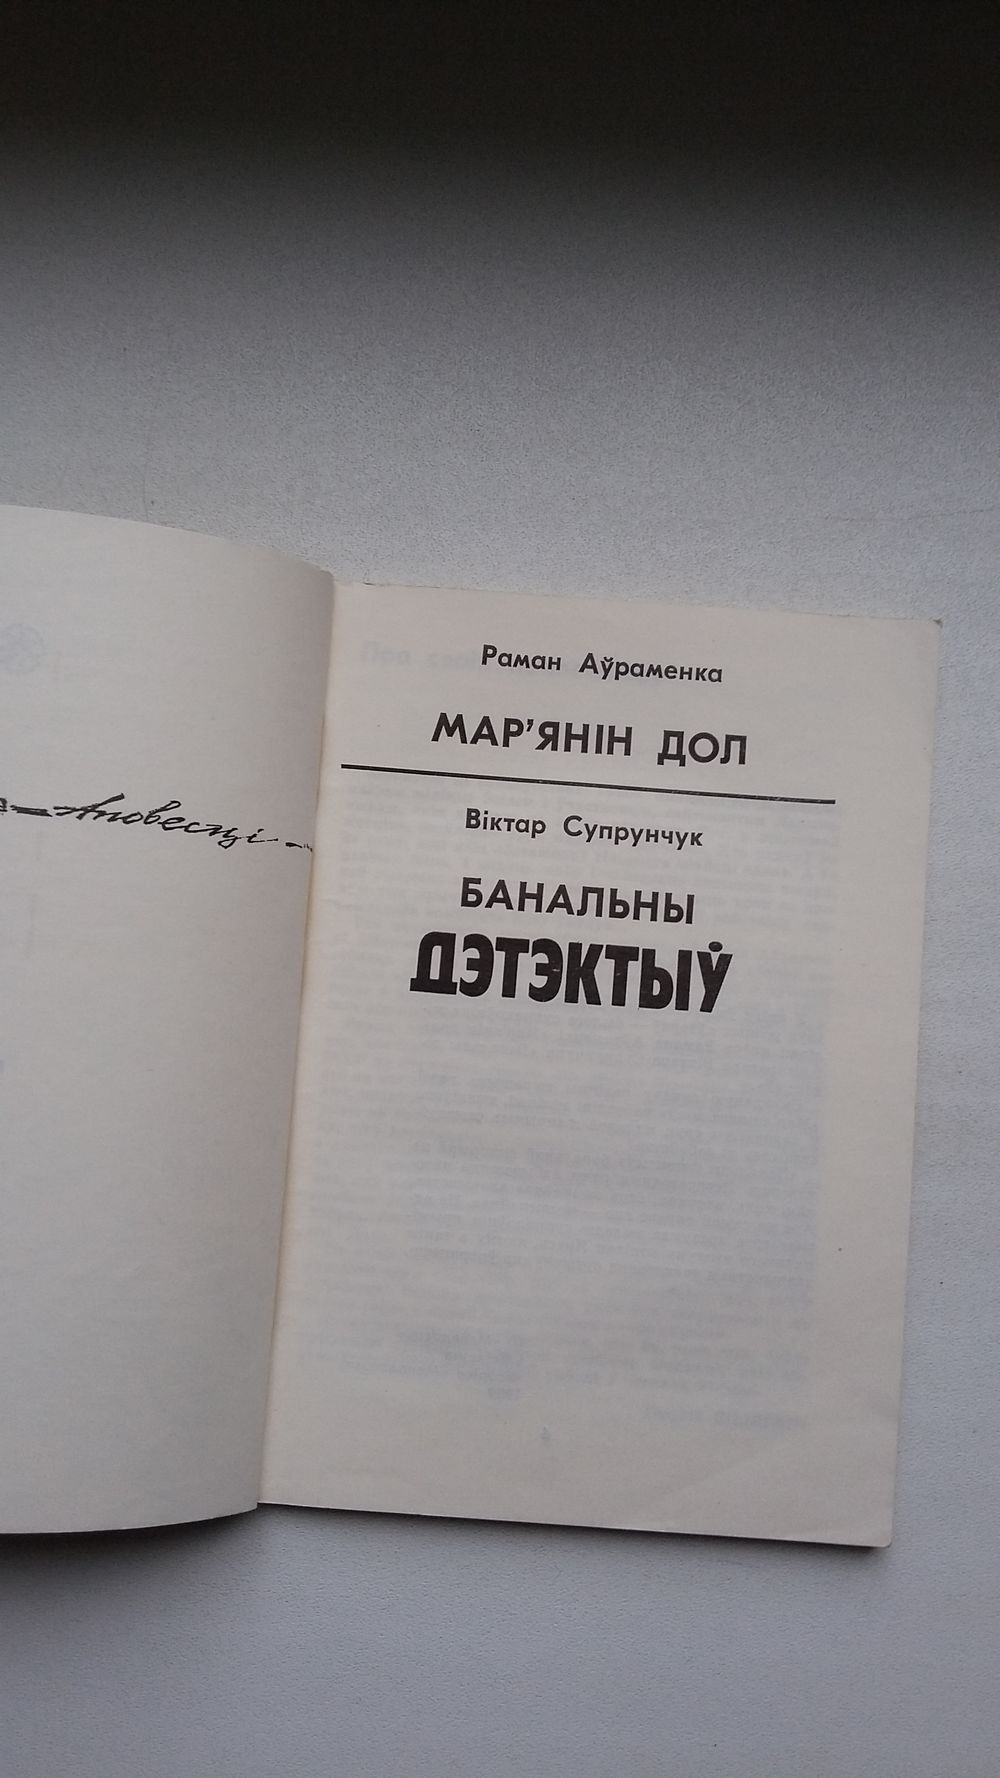 Аповесці
Раман Аўраменка
МАР’ЯНІН ДОЛ
Віктар Супрунчук
БАНАЛЬНЫ
ДЭТЭКТЫЎ